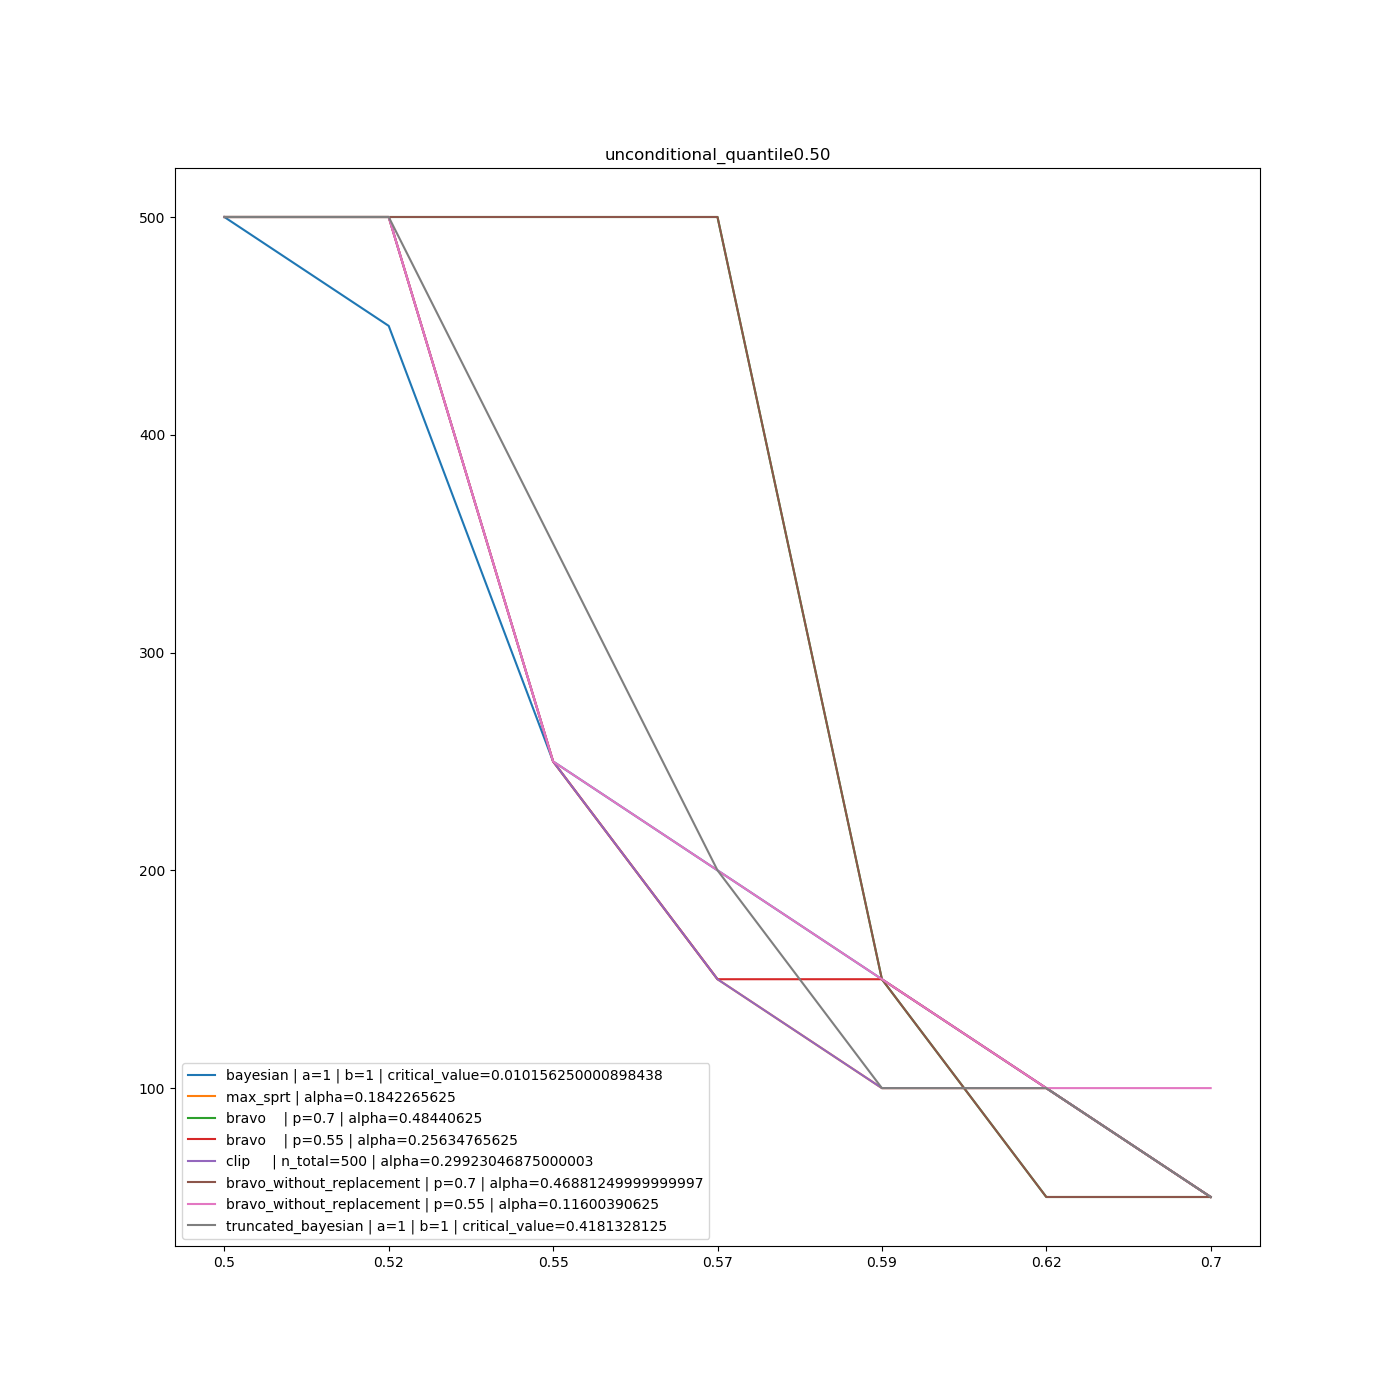 unconditional_quantile0.50
500
400
300
200
100
bayesian | a=1 | b=1 | critical_value=0.010156250000898438
max_sprt | alpha=0.1842265625
bravo    | p=0.7 | alpha=0.48440625
bravo    | p=0.55 | alpha=0.25634765625
clip     | n_total=500 | alpha=0.29923046875000003
bravo_without_replacement | p=0.7 | alpha=0.46881249999999997
bravo_without_replacement | p=0.55 | alpha=0.11600390625
truncated_bayesian | a=1 | b=1 | critical_value=0.4181328125
0.5 0.52 0.55 0.57 0.59 0.62 0.7